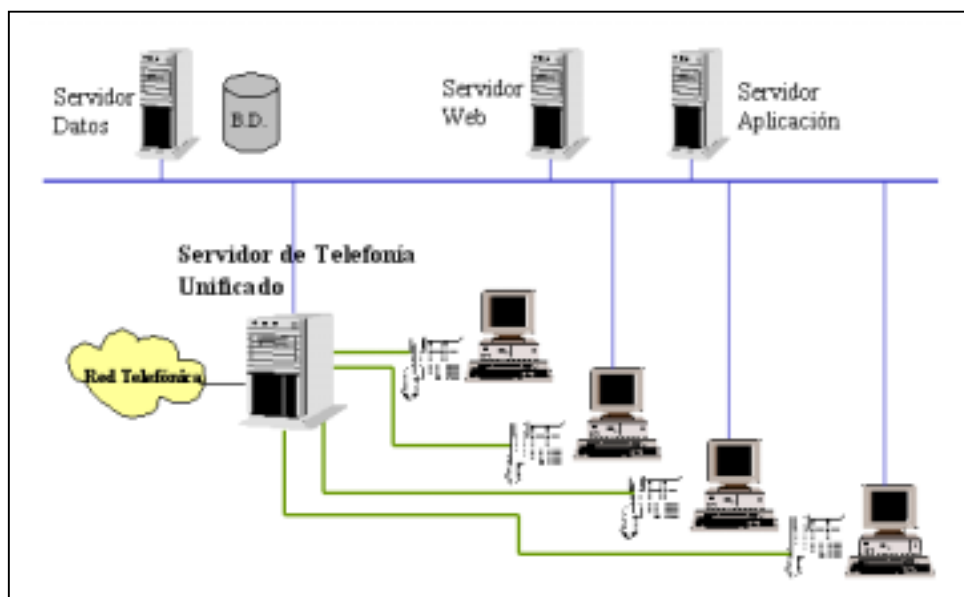 Servidor
Datos
B.D.
Servidor
Web
Servidor
Aplicación
Servidor de Telefonía
Unificado
Red Telefónica